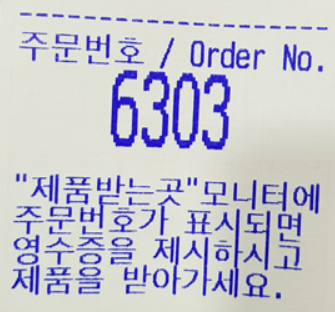 주문번호 / Order No.
6303
"제품받는곳"모니터에
주문번호가 표시되면
영수증을 제시하시고
제품을 받아가세요.